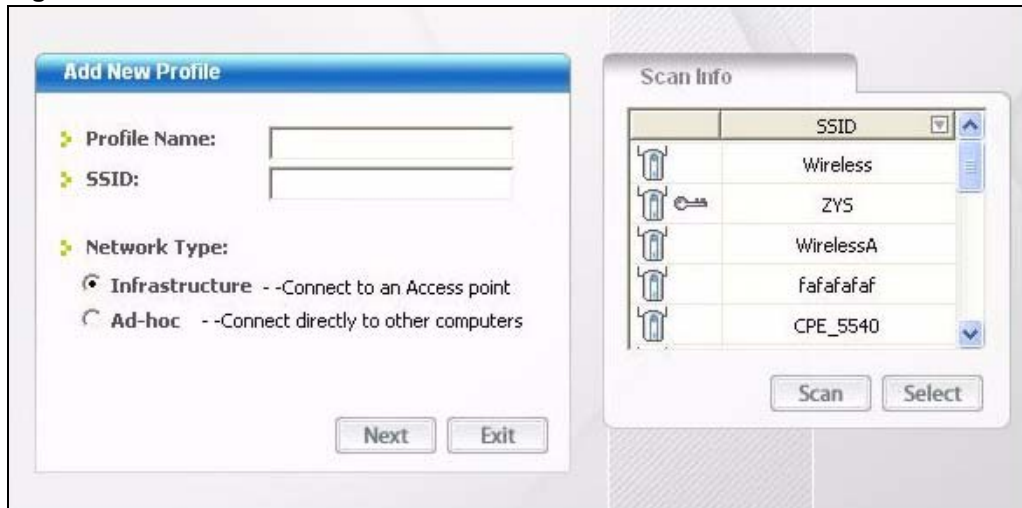 Add New Profile
Profile Name:
SSID:
Network Type:
Infrastructure - -Connect to an Access point
Ad-hoc - -Connect directly to other computers
Next Exit
Scan Info
SSID
Wireless
ZYS
WirelessA
fafafafaf
CPE_5540
Scan Select